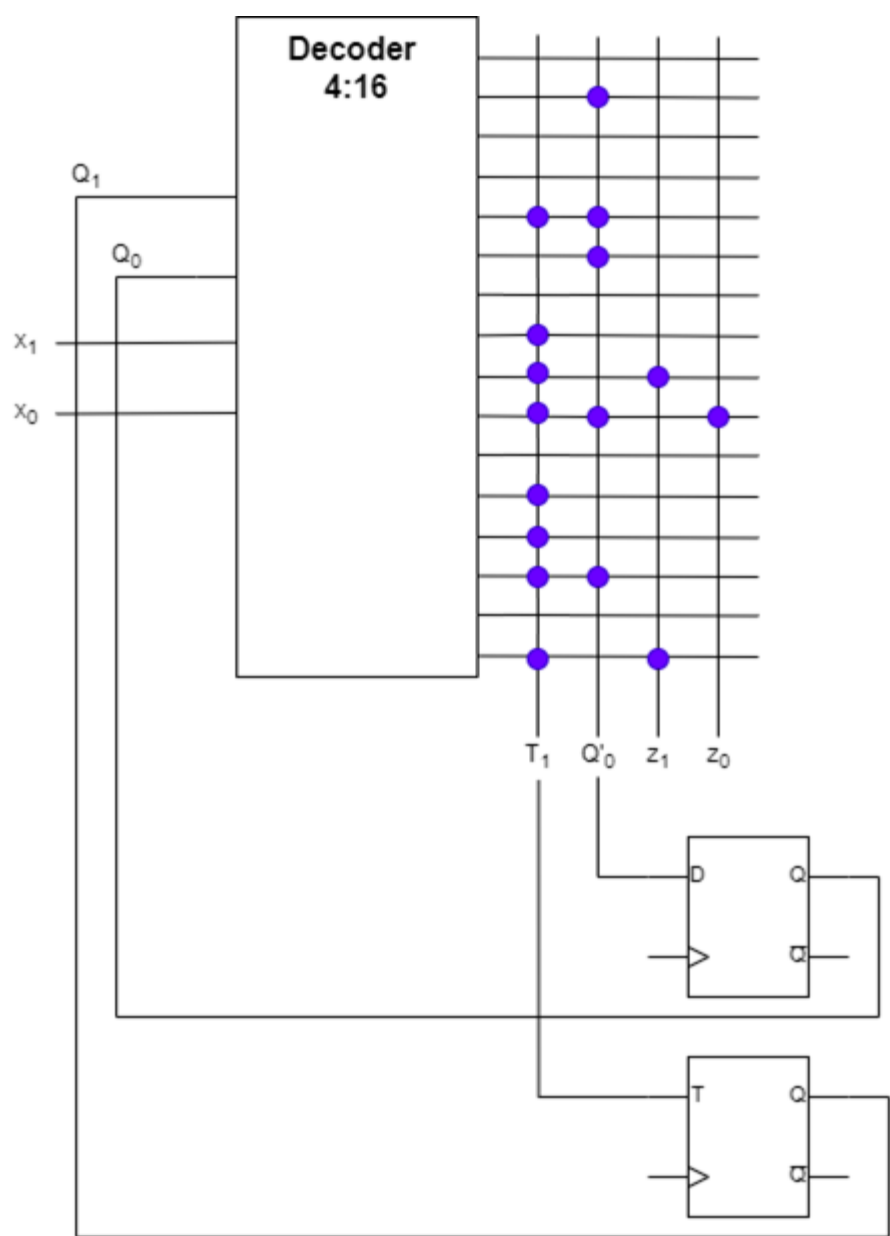 Decoder
4:16
Q₁
Q₀
x₁
x₀
T₁ Q'₀ z₁ z₀
D Q
Q̅
T Q
Q̅